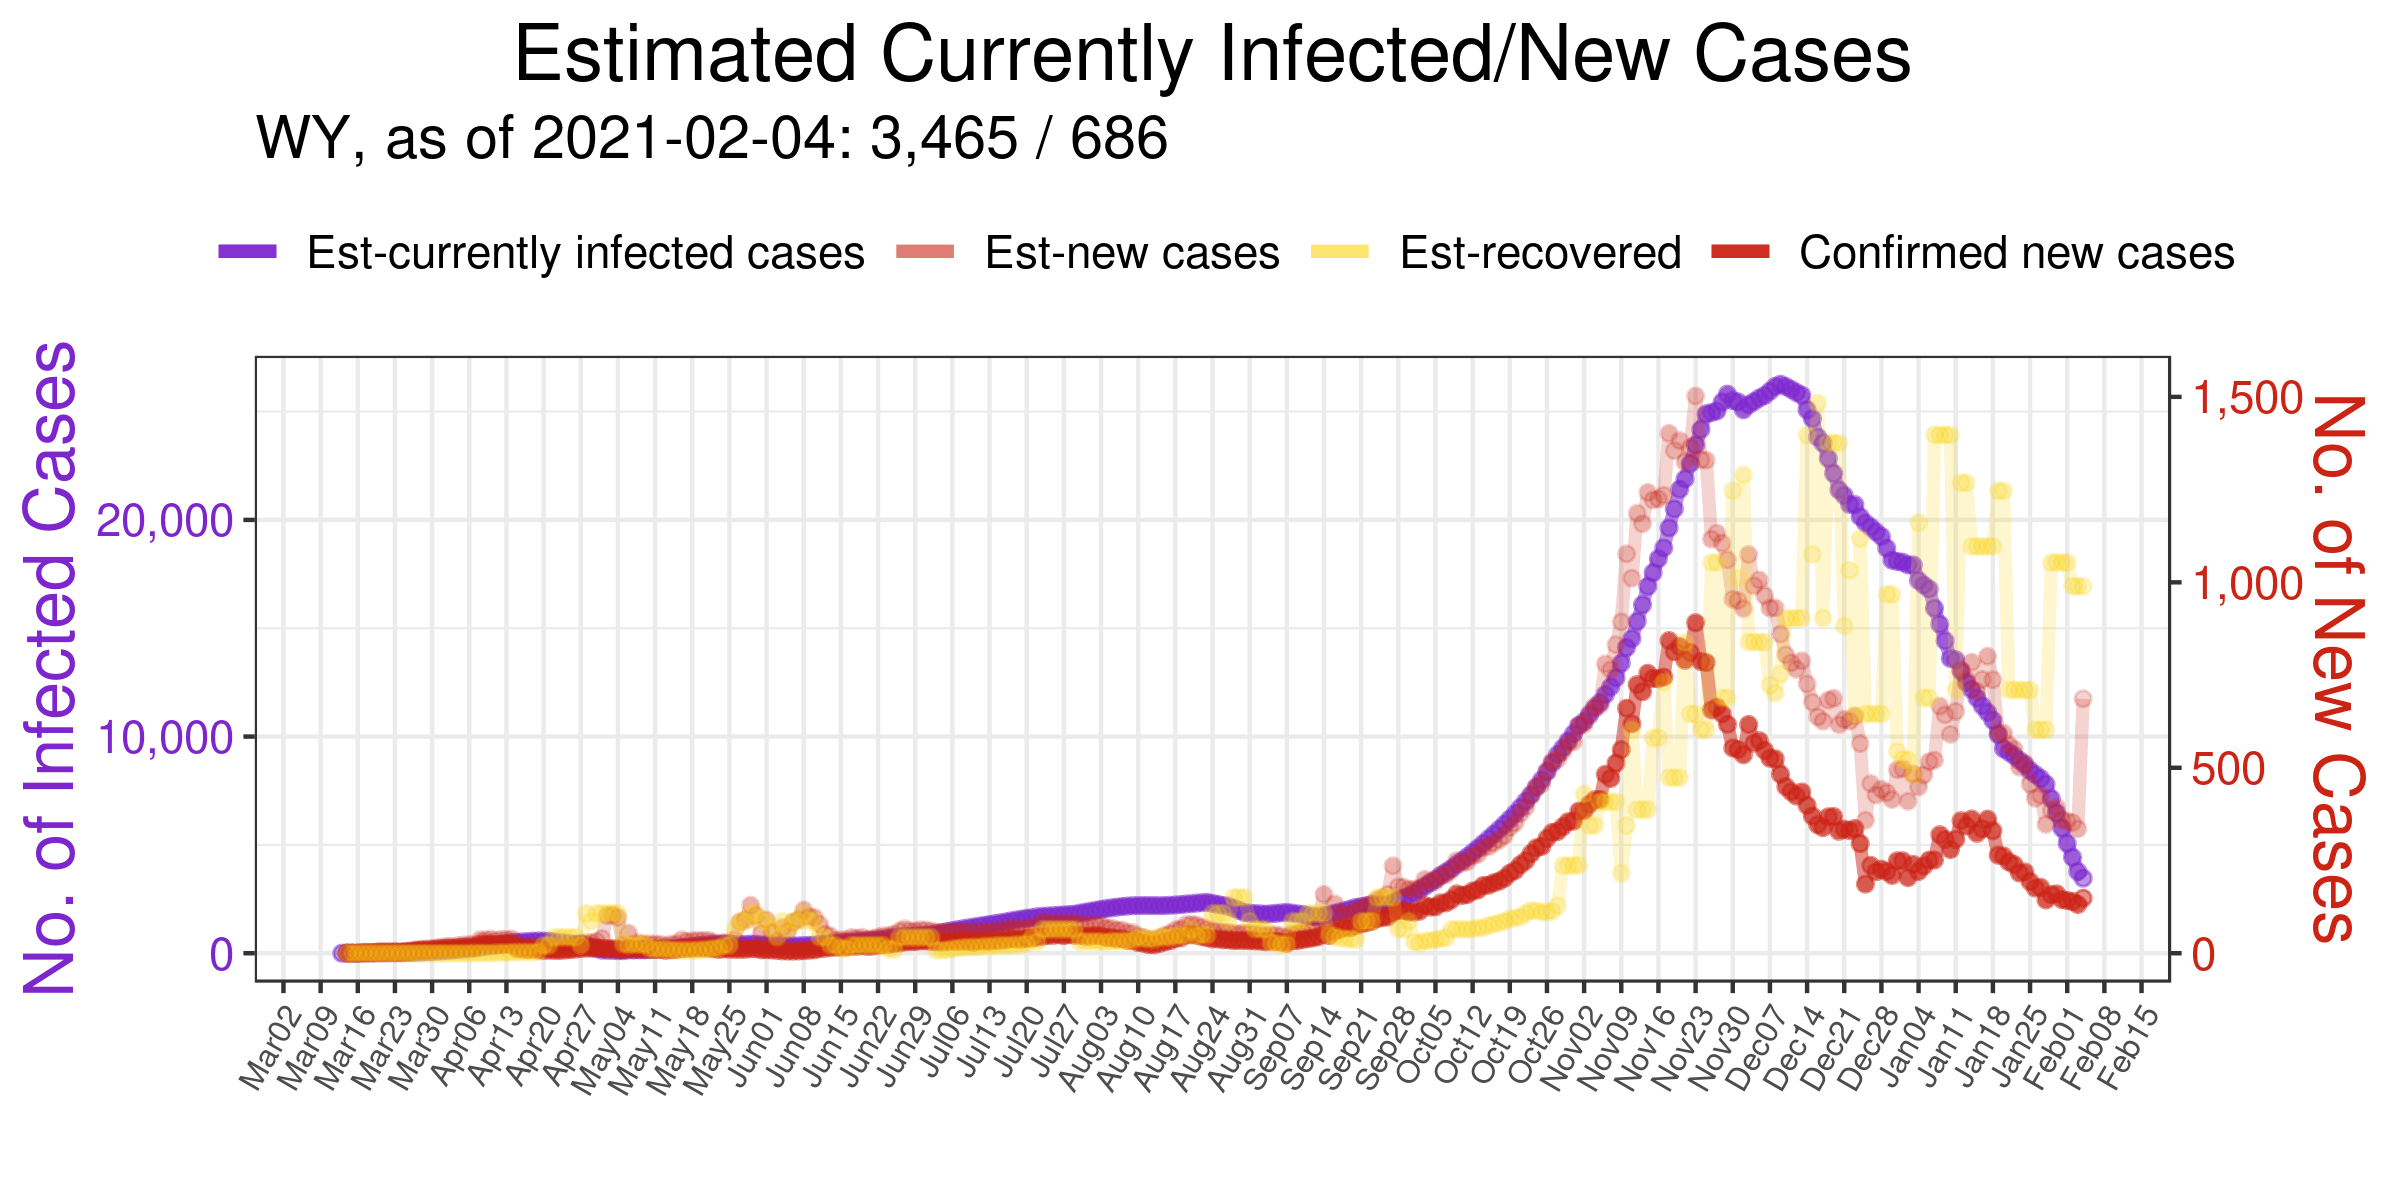 Estimated Currently Infected/New Cases
WY, as of 2021-02-04: 3,465 / 686
Est-currently infected cases Est-new cases Est-recovered Confirmed new cases
No. of Infected Cases
20,000
10,000
0
1,500
1,000
500
0
No. of New Cases
Mar02 Mar09 Mar16 Mar23 Mar30 Apr06 Apr13 Apr20 Apr27 May04 May11 May18 May25 Jun01 Jun08 Jun15 Jun22 Jun29 Jul06 Jul13 Jul20 Jul27 Aug03 Aug10 Aug17 Aug24 Aug31 Sep07 Sep14 Sep21 Sep28 Oct05 Oct12 Oct19 Oct26 Nov02 Nov09 Nov16 Nov23 Nov30 Dec07 Dec14 Dec21 Dec28 Jan04 Jan11 Jan18 Jan25 Feb01 Feb08 Feb15